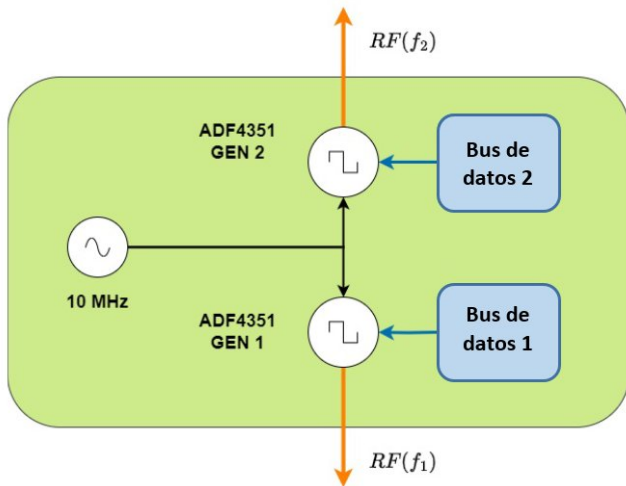 RF(f₂)
ADF4351
GEN 2
Bus de
datos 2
10 MHz
ADF4351
GEN 1
Bus de
datos 1
RF(f₁)